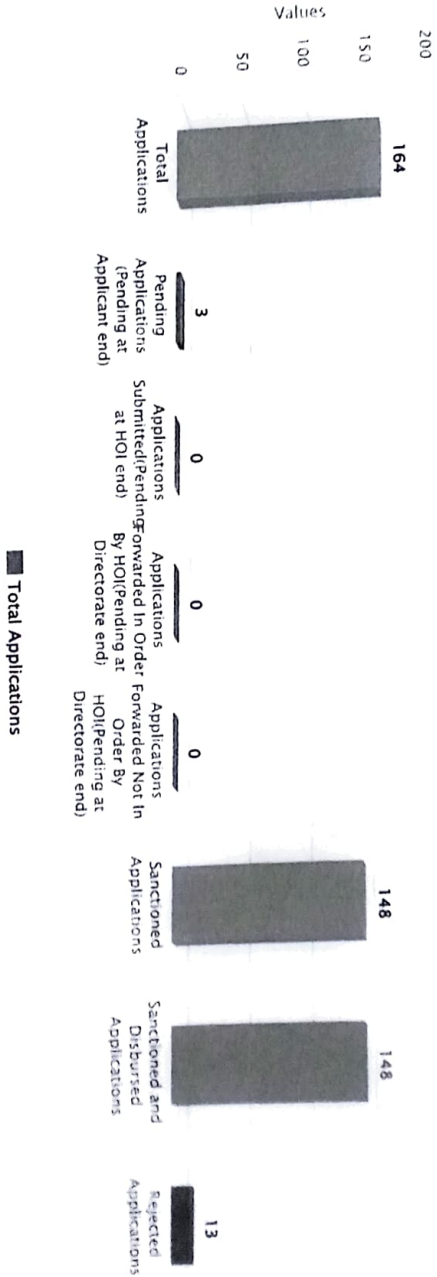 Values
200
150
100
50
0
164
3
0
0
0
148
148
13
Total
Applications
Pending
Applications
(Pending at
Applicant end)
Applications
Submitted(Pending
at HOI end)
Applications
Forwarded In Order
By HOI(Pending at
Directorate end)
Applications
Forwarded Not In
Order By
HOI(Pending at
Directorate end)
Sanctioned
Applications
Sanctioned and
Disbursed
Applications
Rejected
Applications
Total Applications